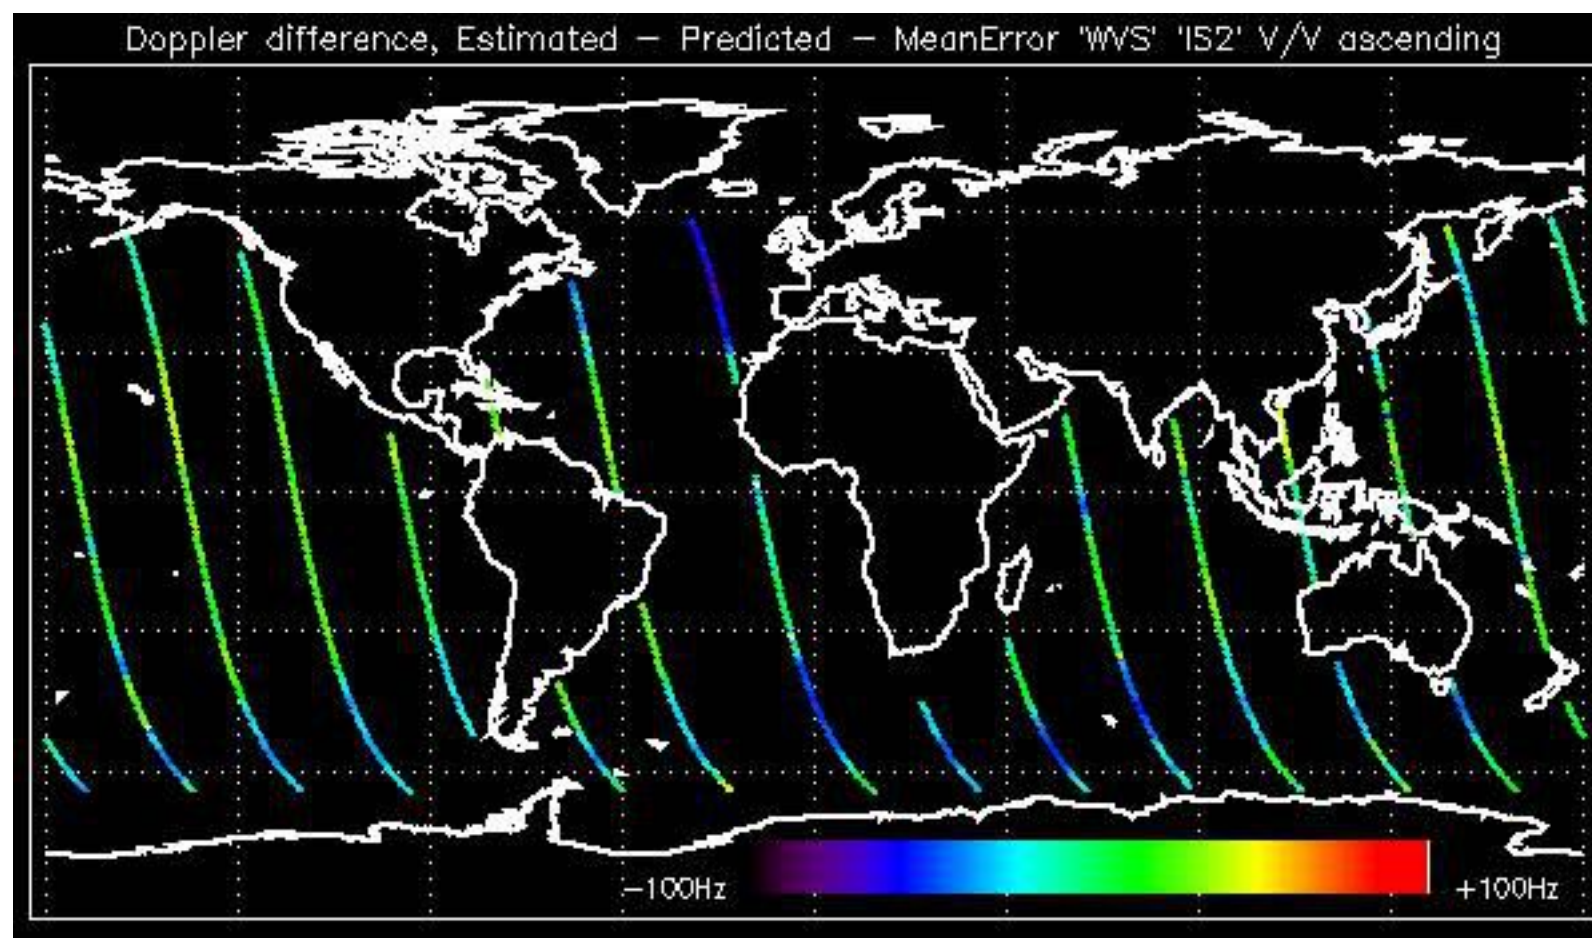 Doppler difference, Estimated – Predicted – MeanError 'WVS' 'IS2' V/V ascending
–100Hz
+100Hz